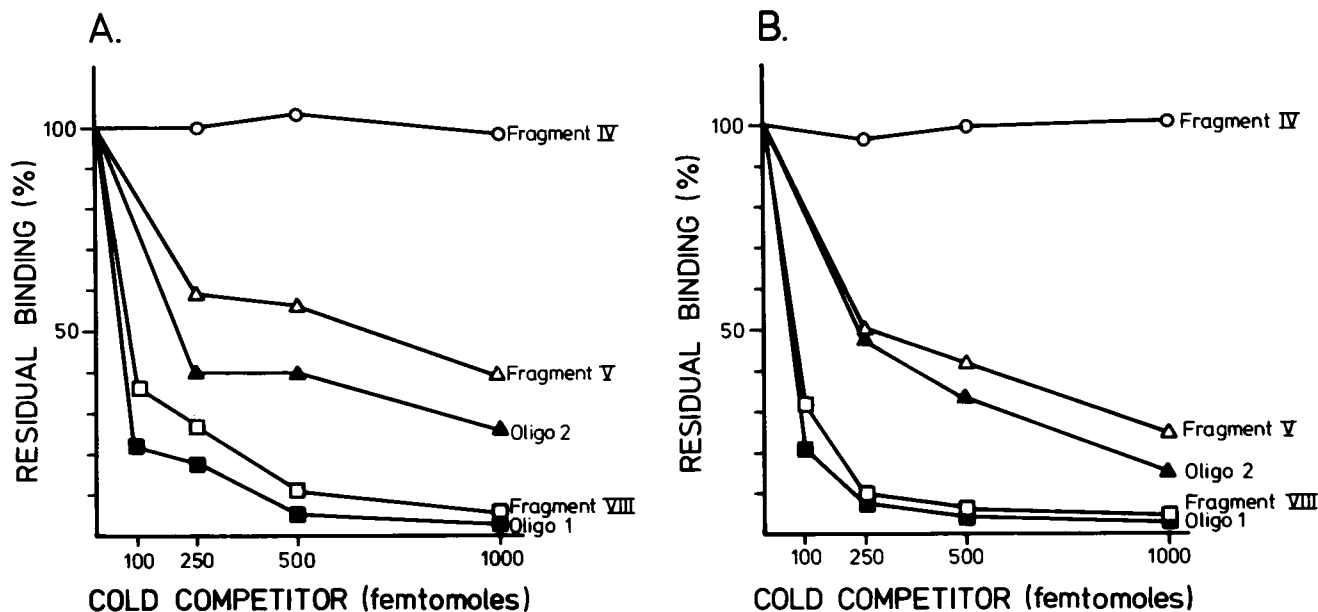 A.
RESIDUAL BINDING (%)
100
50
Fragment IV
Fragment V
Oligo 2
Fragment VIII
Oligo 1
100 250 500 1000
COLD COMPETITOR (femtomoles)
B.
RESIDUAL BINDING (%)
100
50
Fragment IV
Fragment V
Oligo 2
Fragment VIII
Oligo 1
100 250 500 1000
COLD COMPETITOR (femtomoles)